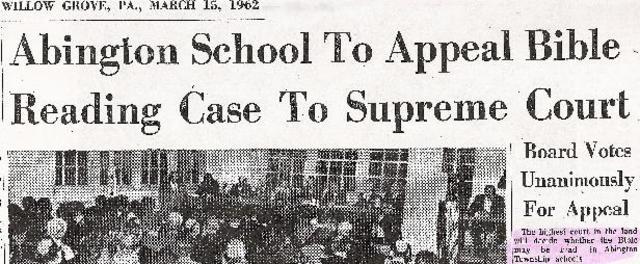 WILLOW GROVE, PA., MARCH 15, 1962
Abington School To Appeal Bible
Reading Case To Supreme Court
Board Votes
Unanimously
For Appeal
The highest court in the land
will decide whether the Bible
may be read in Abington
Township schools